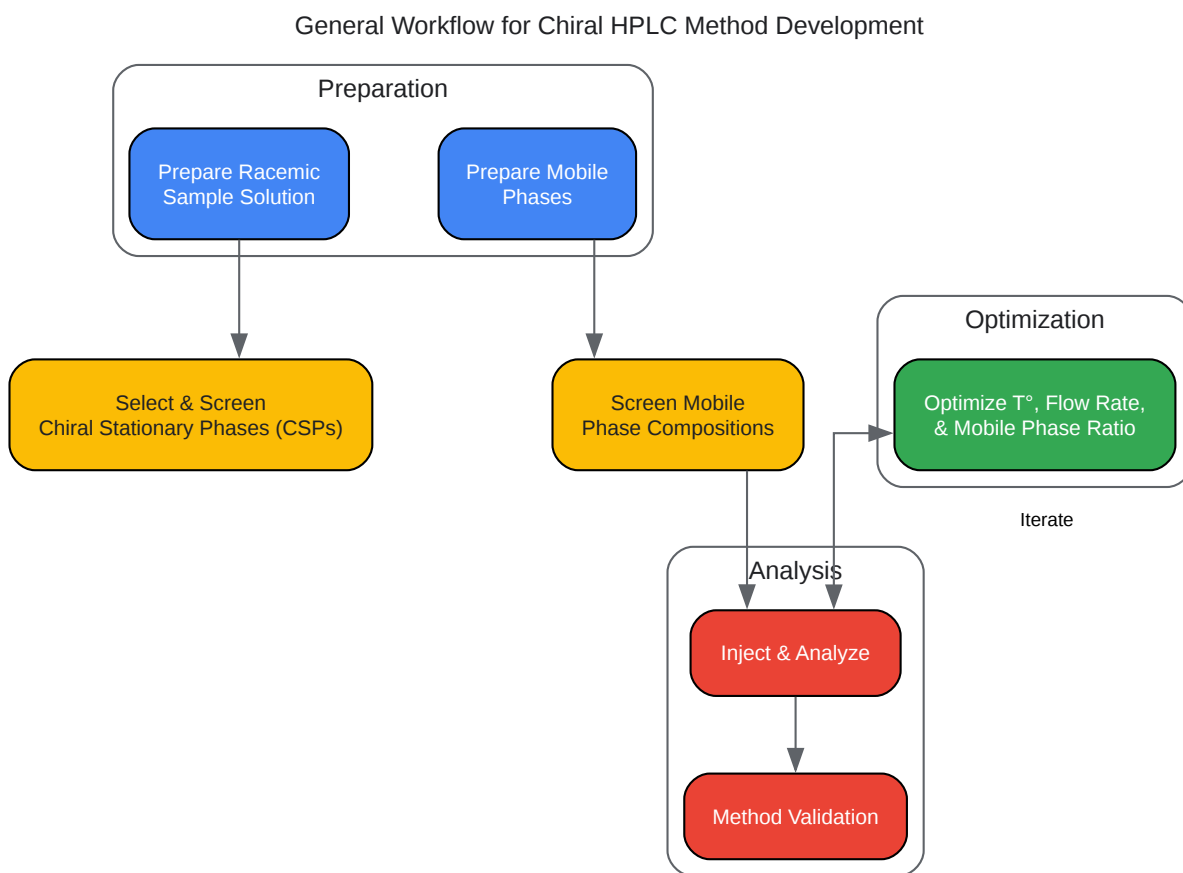 General Workflow for Chiral HPLC Method Development
Preparation
Prepare Racemic
Sample Solution
Prepare Mobile
Phases
Optimization
Select & Screen
Chiral Stationary Phases (CSPs)
Screen Mobile
Phase Compositions
Optimize T°, Flow Rate,
& Mobile Phase Ratio
Iterate
Analysis
Inject & Analyze
Method Validation